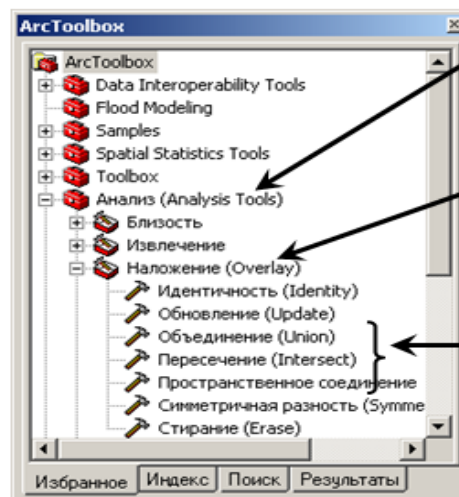 ArcToolbox
ArcToolbox
Data Interoperability Tools
Flood Modeling
Samples
Spatial Statistics Tools
Toolbox
Анализ (Analysis Tools)
Близость
Извлечение
Наложение (Overlay)
Идентичность (Identity)
Обновление (Update)
Объединение (Union)
Пересечение (Intersect)
Пространственное соединение
Симметричная разность (Symme
Стирание (Erase)
Избранное Индекс Поиск Результаты